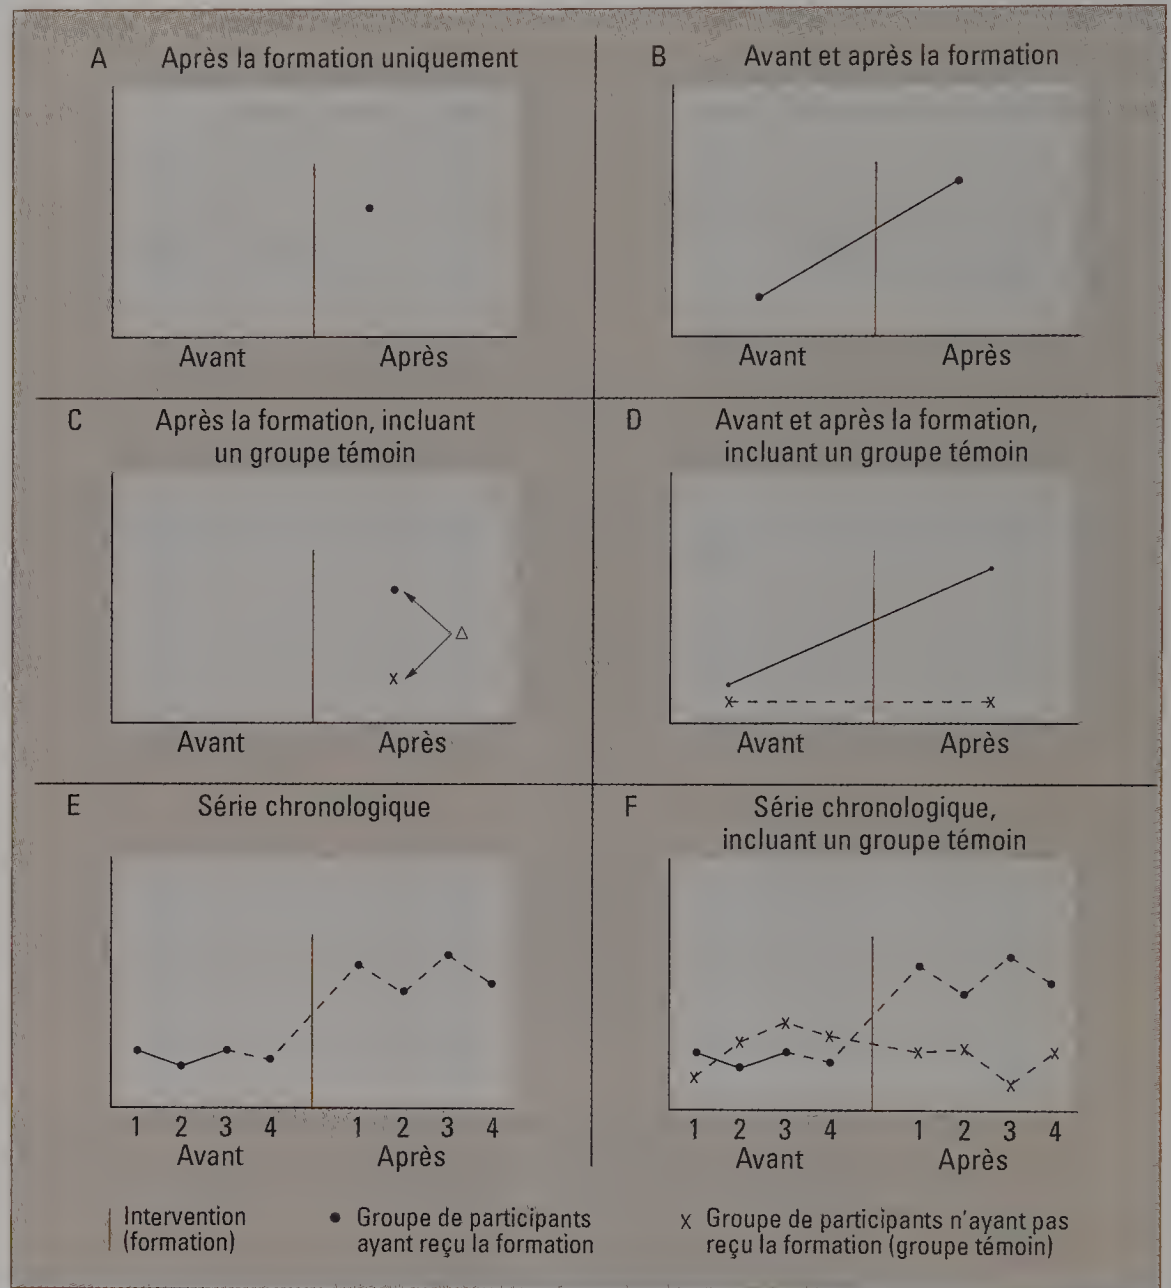 A Après la formation uniquement
Avant Après
B Avant et après la formation
Avant Après
C Après la formation, incluant
un groupe témoin
Δ
x
Avant Après
D Avant et après la formation,
incluant un groupe témoin
x x
Avant Après
E Série chronologique
1 2 3 4 1 2 3 4
Avant Après
F Série chronologique,
incluant un groupe témoin
x x x x x x x x
1 2 3 4 1 2 3 4
Avant Après
Intervention
(formation)
• Groupe de participants
ayant reçu la formation
x Groupe de participants n'ayant pas
reçu la formation (groupe témoin)